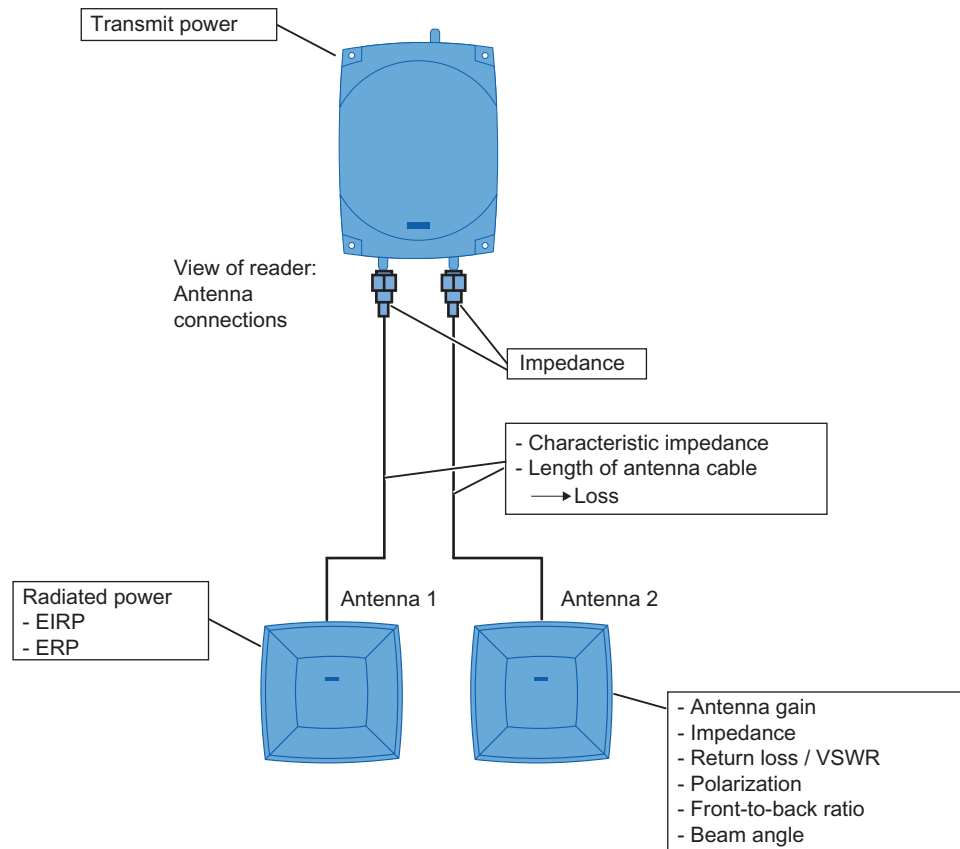 Transmit power
View of reader:
Antenna
connections
Impedance
- Characteristic impedance
- Length of antenna cable
→ Loss
Antenna 1
Antenna 2
Radiated power
- EIRP
- ERP
- Antenna gain
- Impedance
- Return loss / VSWR
- Polarization
- Front-to-back ratio
- Beam angle